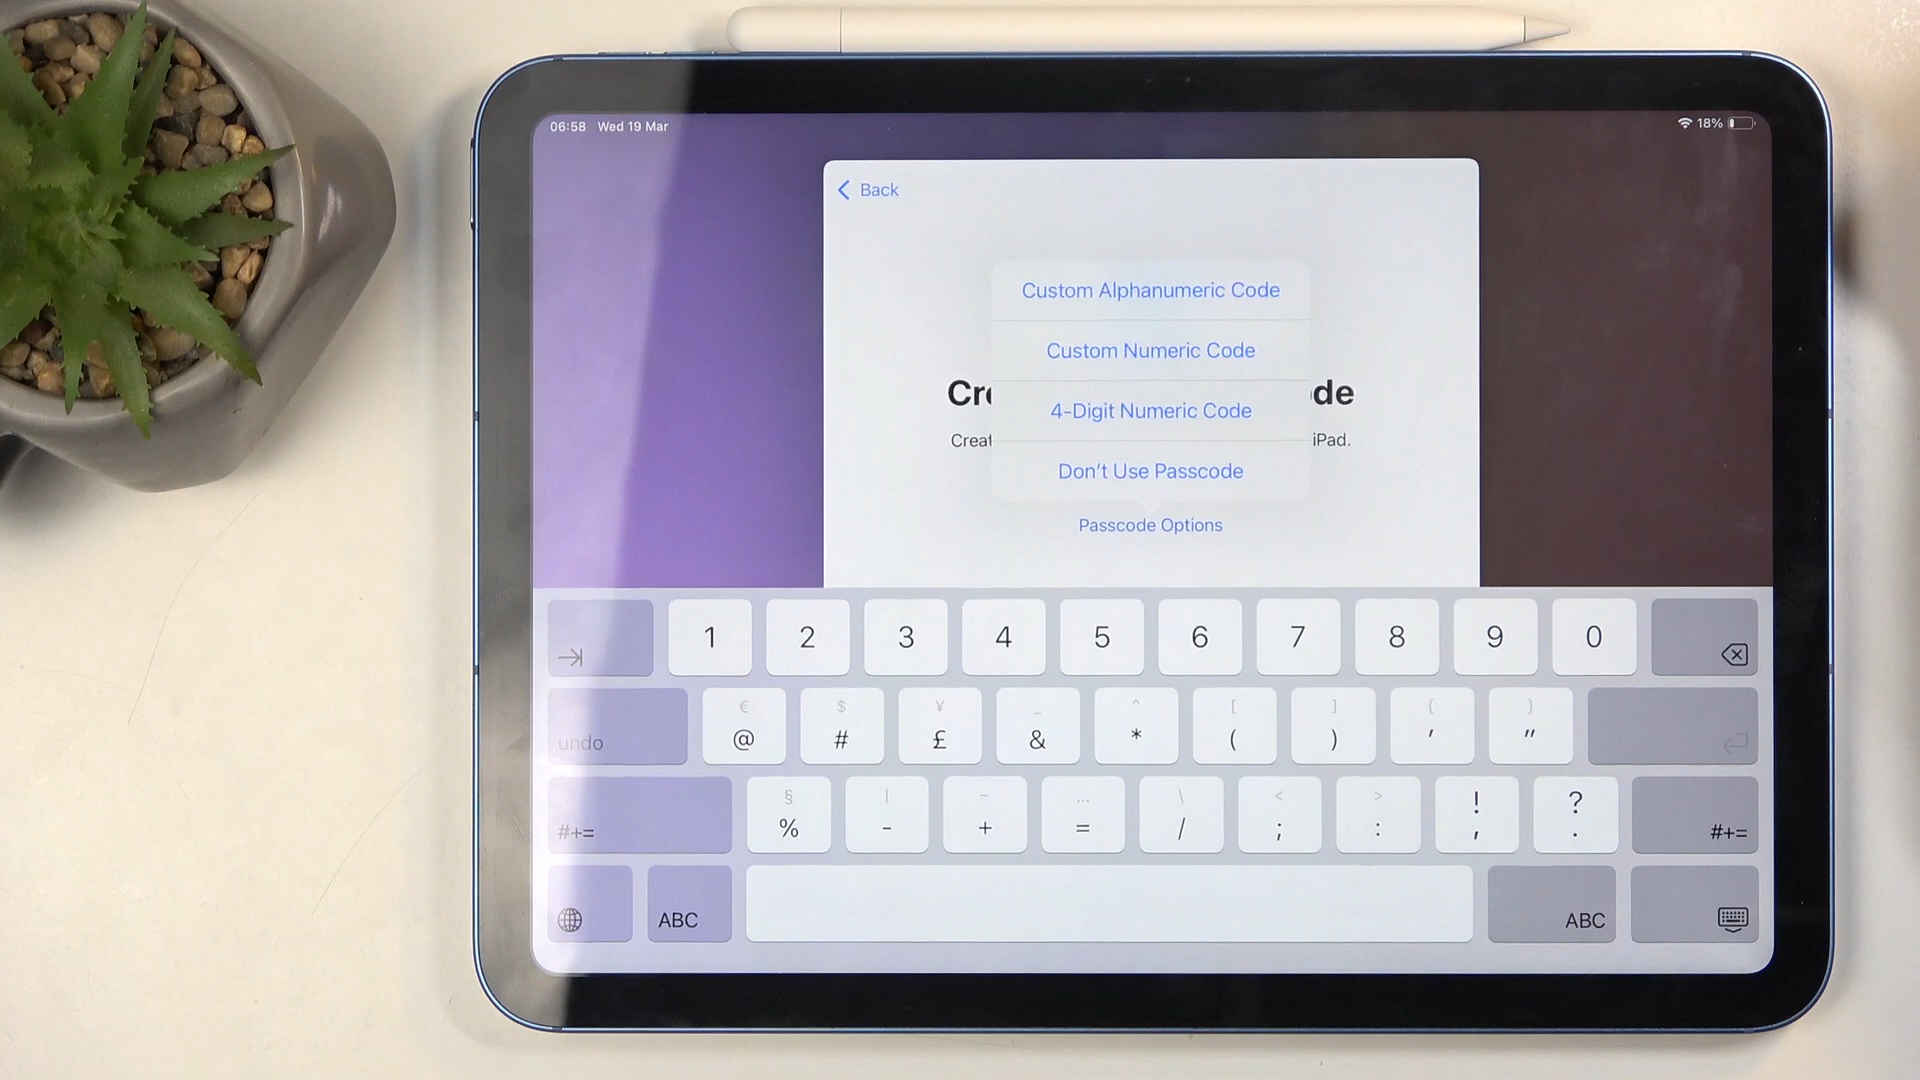 06:58 Wed 19 Mar
18%
Back
Custom Alphanumeric Code
Custom Numeric Code
Cre de
4-Digit Numeric Code
Creat iPad.
Don't Use Passcode
Passcode Options
1 2 3 4 5 6 7 8 9 0
€ $ ¥ _ ^ [ ] { }
undo @ # £ & * ( ) ' "
§ | ~ … \ < > ! ?
#+= % - + = / ; : , . #+=
ABC ABC